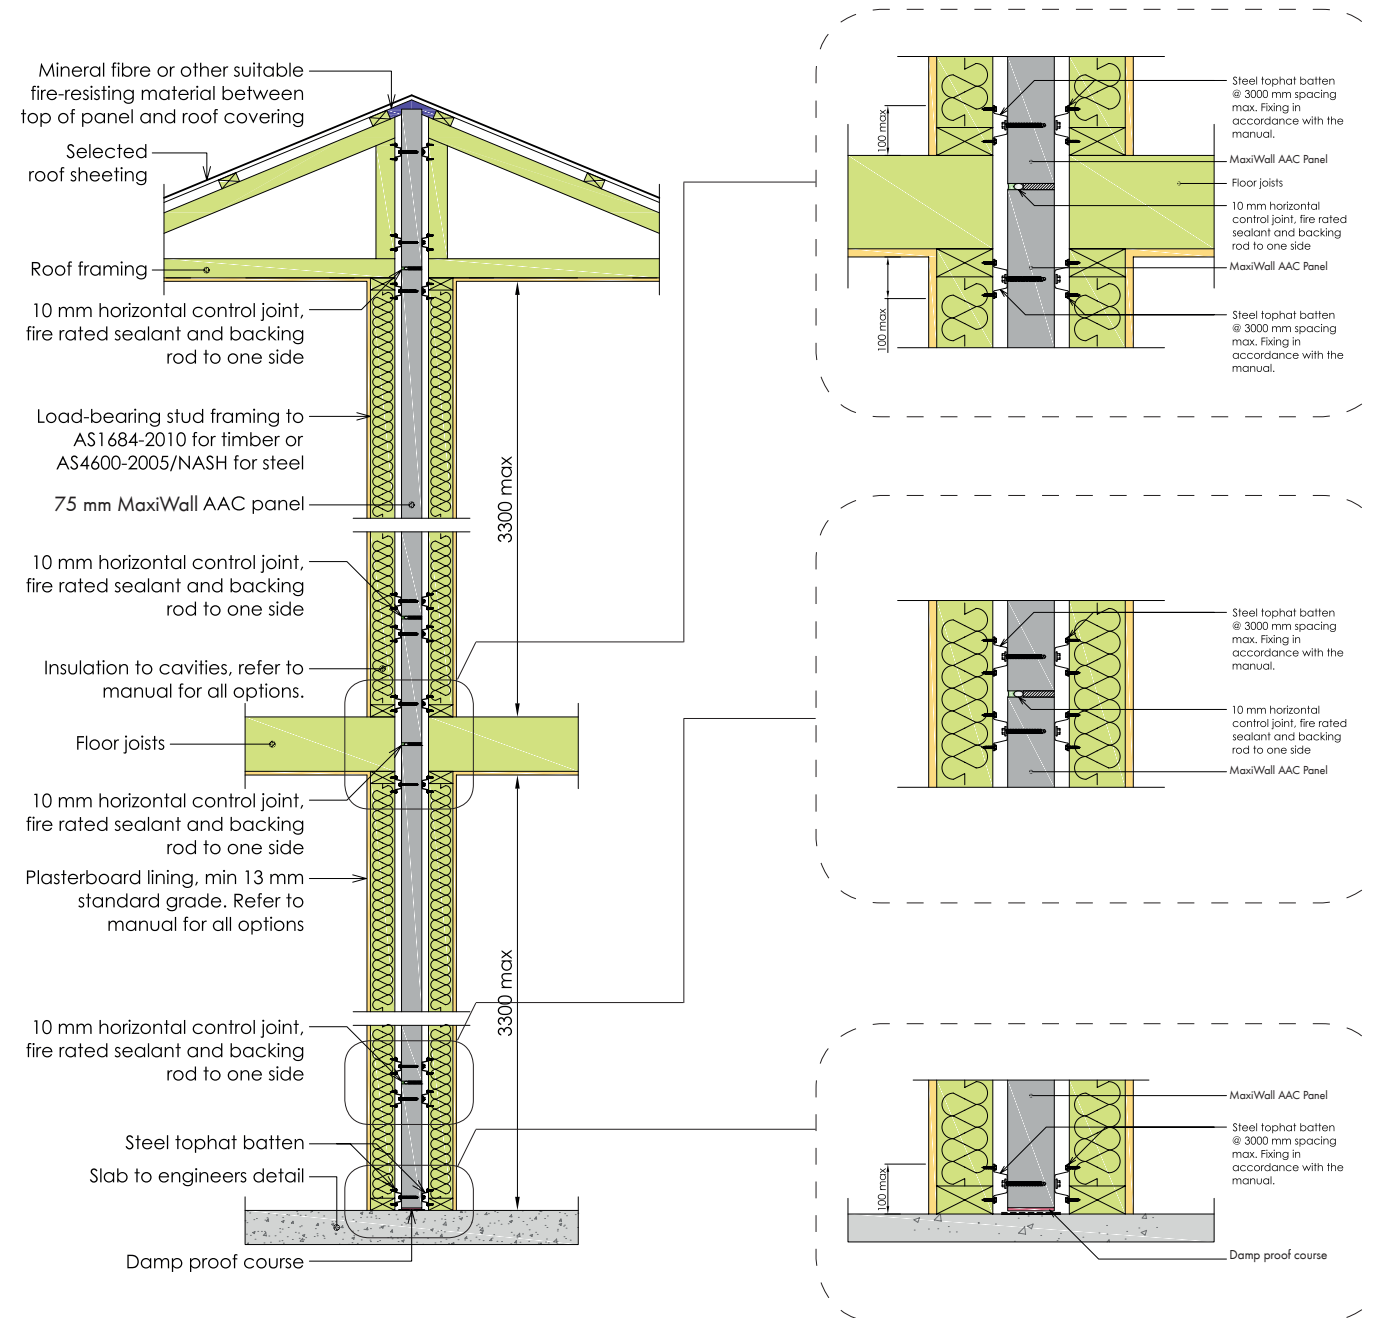 Mineral fibre or other suitable
fire-resisting material between
top of panel and roof covering
Selected
roof sheeting
Roof framing
10 mm horizontal control joint,
fire rated sealant and backing
rod to one side
Load-bearing stud framing to
AS1684-2010 for timber or
AS4600-2005/NASH for steel
75 mm MaxiWall AAC panel
10 mm horizontal control joint,
fire rated sealant and backing
rod to one side
Insulation to cavities, refer to
manual for all options.
Floor joists
10 mm horizontal control joint,
fire rated sealant and backing
rod to one side
Plasterboard lining, min 13 mm
standard grade. Refer to
manual for all options
10 mm horizontal control joint,
fire rated sealant and backing
rod to one side
Steel tophat batten
Slab to engineers detail
Damp proof course
3300 max
3300 max
100 max
Steel tophat batten
@ 3000 mm spacing
max. Fixing in
accordance with the
manual.
MaxiWall AAC Panel
Floor joists
10 mm horizontal
control joint, fire rated
sealant and backing
rod to one side
MaxiWall AAC Panel
100 max
Steel tophat batten
@ 3000 mm spacing
max. Fixing in
accordance with the
manual.
Steel tophat batten
@ 3000 mm spacing
max. Fixing in
accordance with the
manual.
10 mm horizontal
control joint, fire rated
sealant and backing
rod to one side
MaxiWall AAC Panel
MaxiWall AAC Panel
Steel tophat batten
@ 3000 mm spacing
max. Fixing in
accordance with the
manual.
100 max
Damp proof course